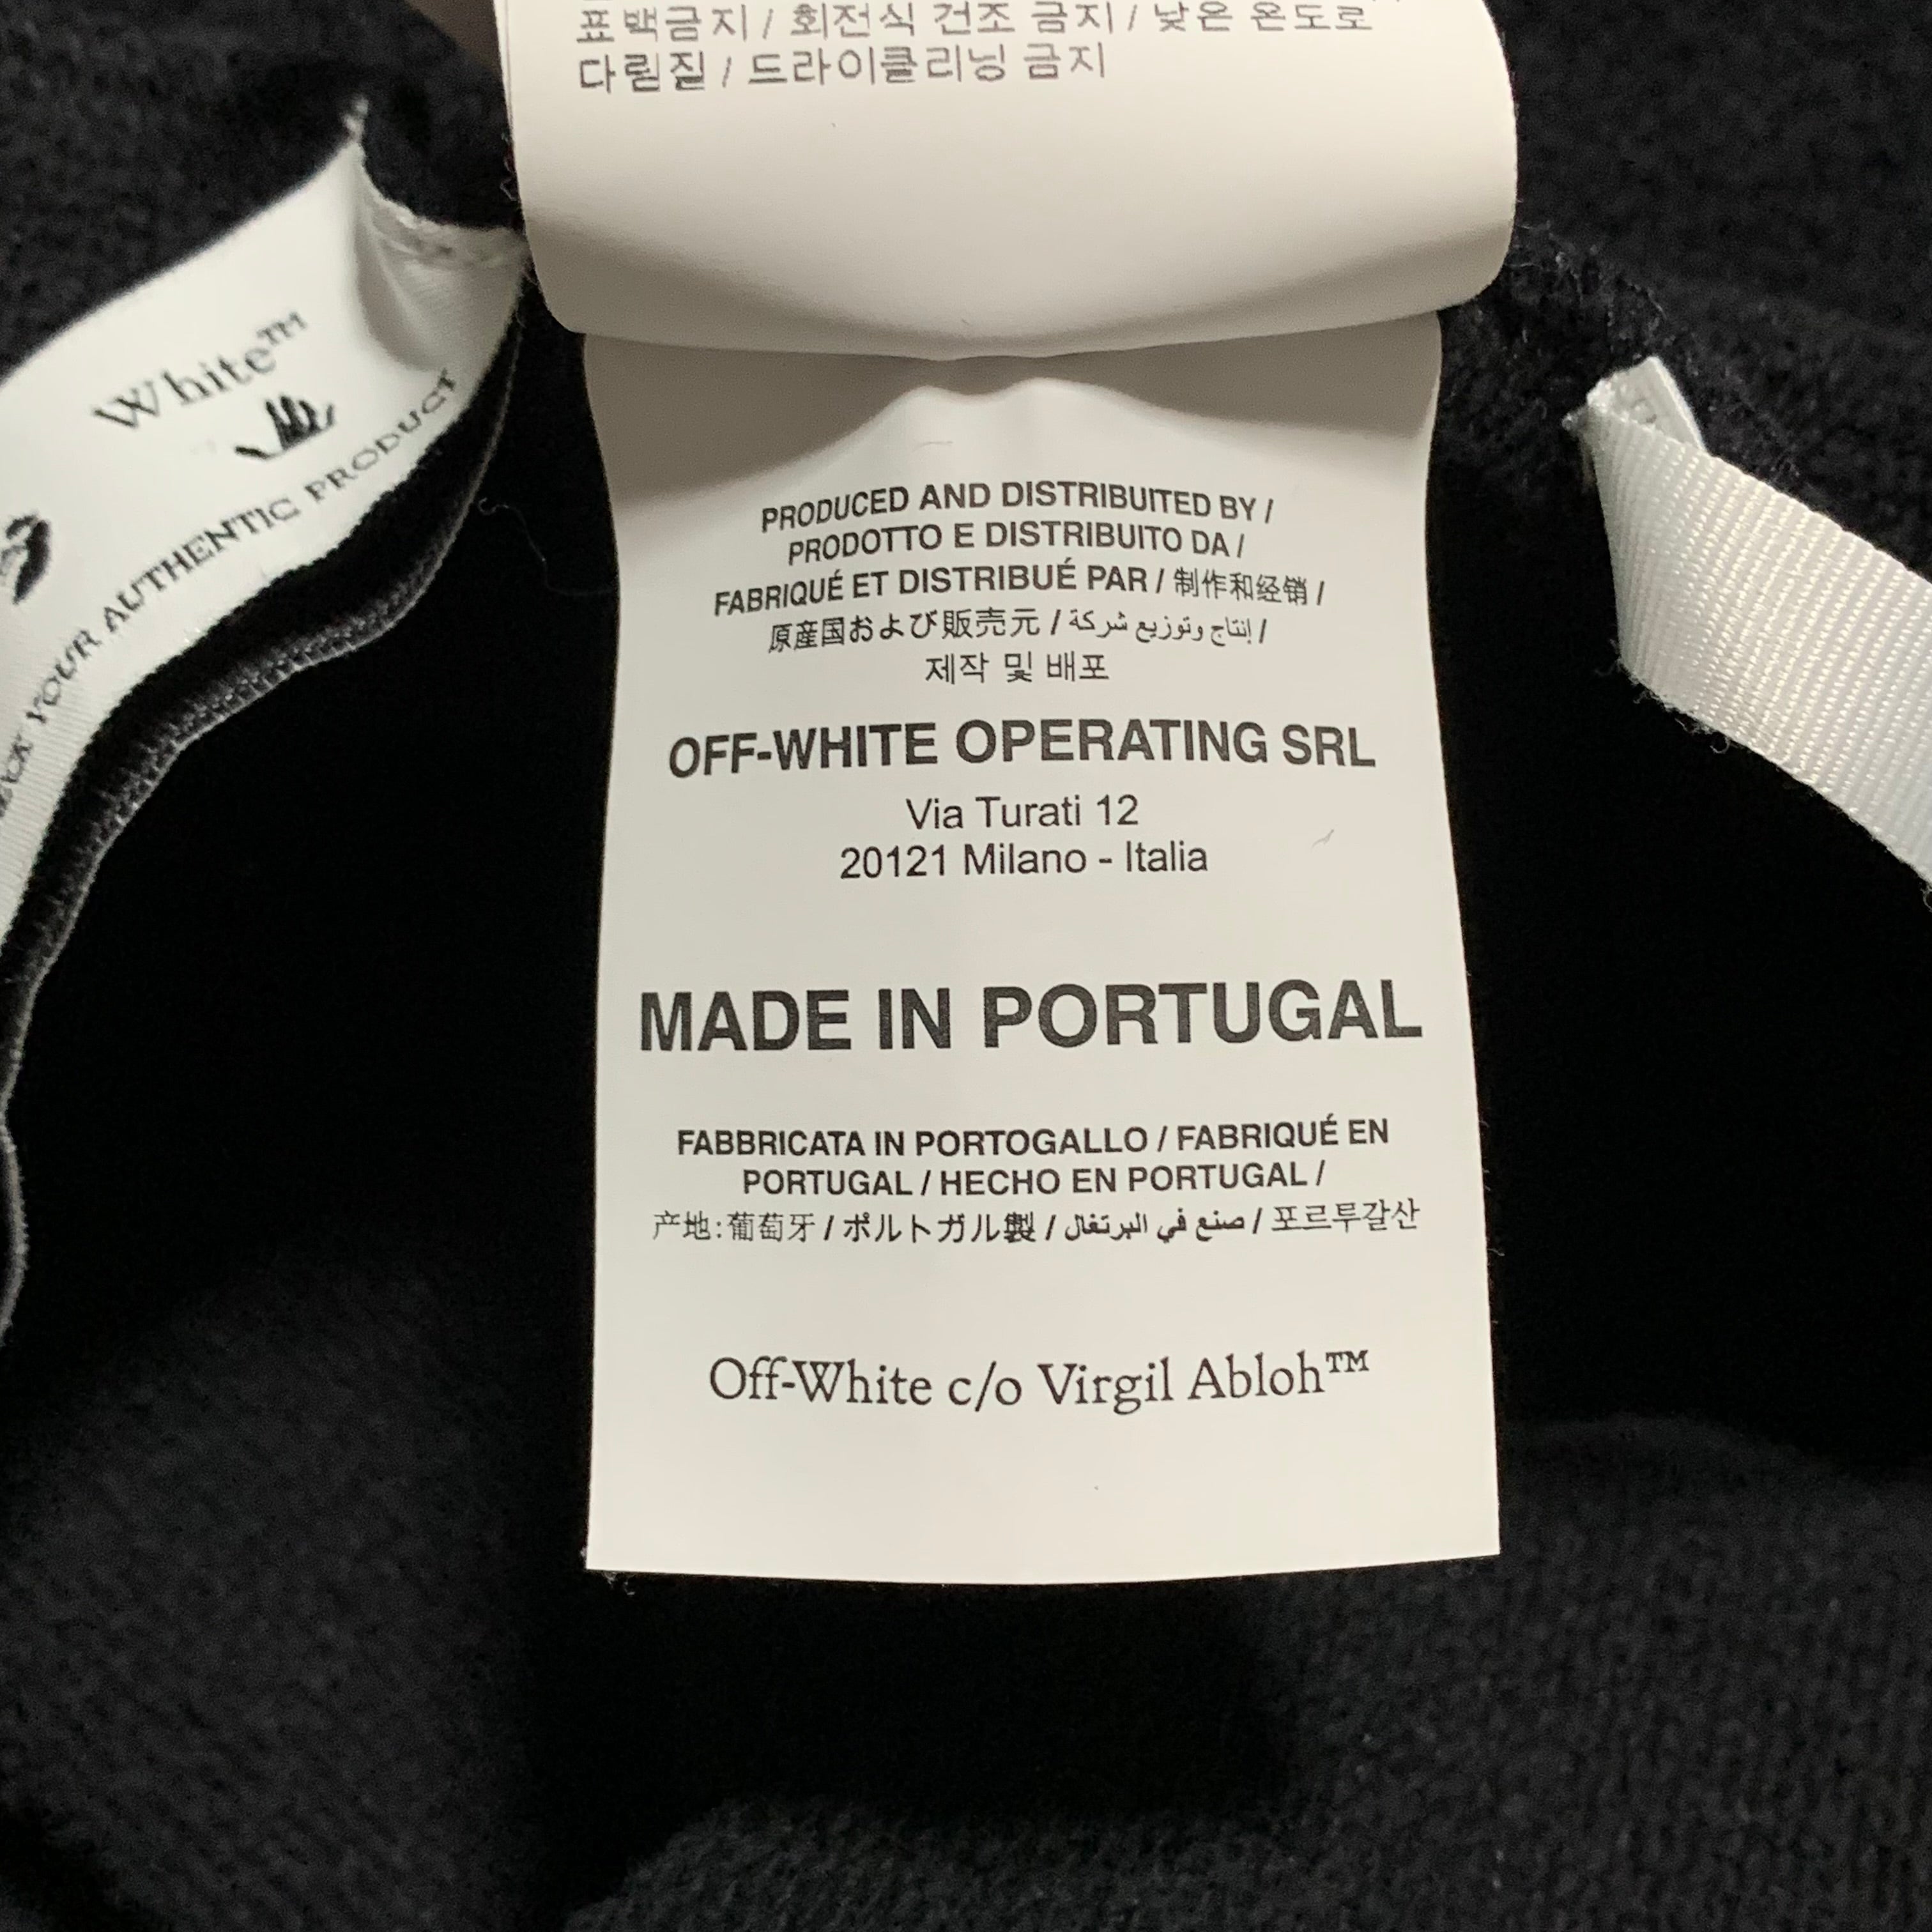 표백금지 / 회전식 건조 금지 / 낮은 온도로
다림질 / 드라이클리닝 금지
White™
YOUR AUTHENTIC PRODUCT
PRODUCED AND DISTRIBUITED BY /
PRODOTTO E DISTRIBUITO DA /
FABRIQUÉ ET DISTRIBUÉ PAR / 制作和经销 /
原産国および販売元 / إنتاج وتوزيع شركة /
제작 및 배포
OFF-WHITE OPERATING SRL
Via Turati 12
20121 Milano - Italia
MADE IN PORTUGAL
FABBRICATA IN PORTOGALLO / FABRIQUÉ EN
PORTUGAL / HECHO EN PORTUGAL /
产地:葡萄牙 / ポルトガル製 / صنع في البرتغال / 포르투갈산
Off-White c/o Virgil Abloh™